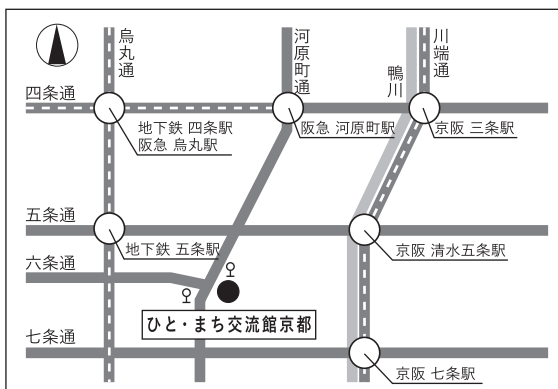 烏丸通
河原町通
川端通
鴨川
四条通
地下鉄 四条駅
阪急 烏丸駅
阪急 河原町駅
京阪 三条駅
五条通
地下鉄 五条駅
京阪 清水五条駅
六条通
ひと・まち交流館京都
七条通
京阪 七条駅